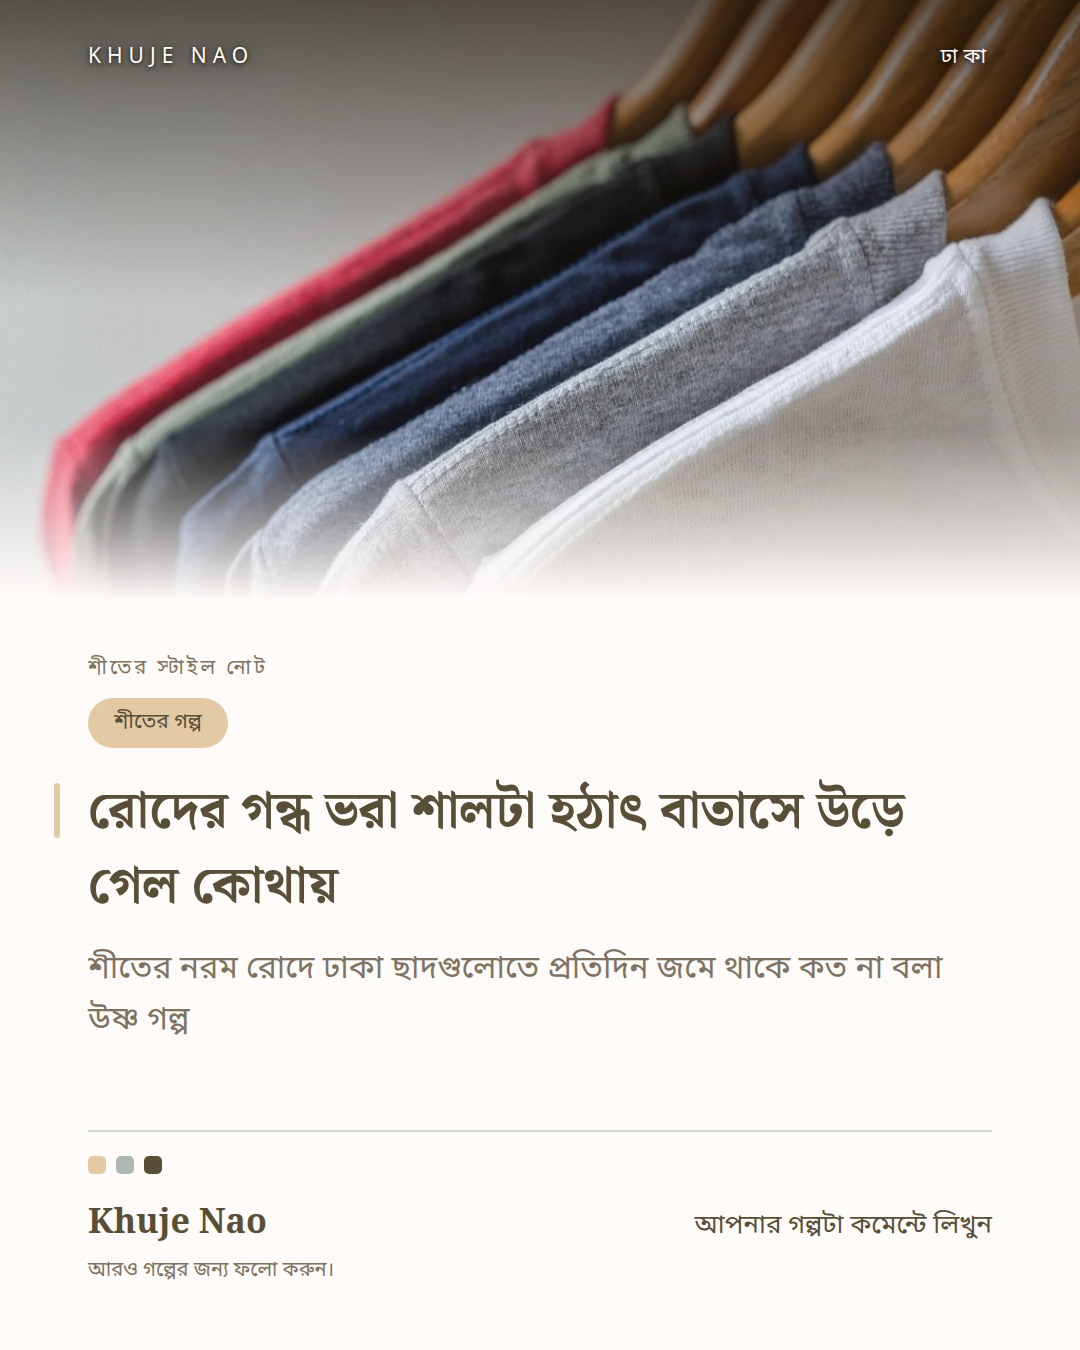 KHUJE NAO
ঢাকা
শীতের স্টাইল নোট
শীতের গল্প
রোদের গন্ধ ভরা শালটা হঠাৎ বাতাসে উড়ে
গেল কোথায়
শীতের নরম রোদে ঢাকা ছাদগুলোতে প্রতিদিন জমে থাকে কত না বলা
উষ্ণ গল্প
Khuje Nao
আপনার গল্পটা কমেন্টে লিখুন
আরও গল্পের জন্য ফলো করুন।